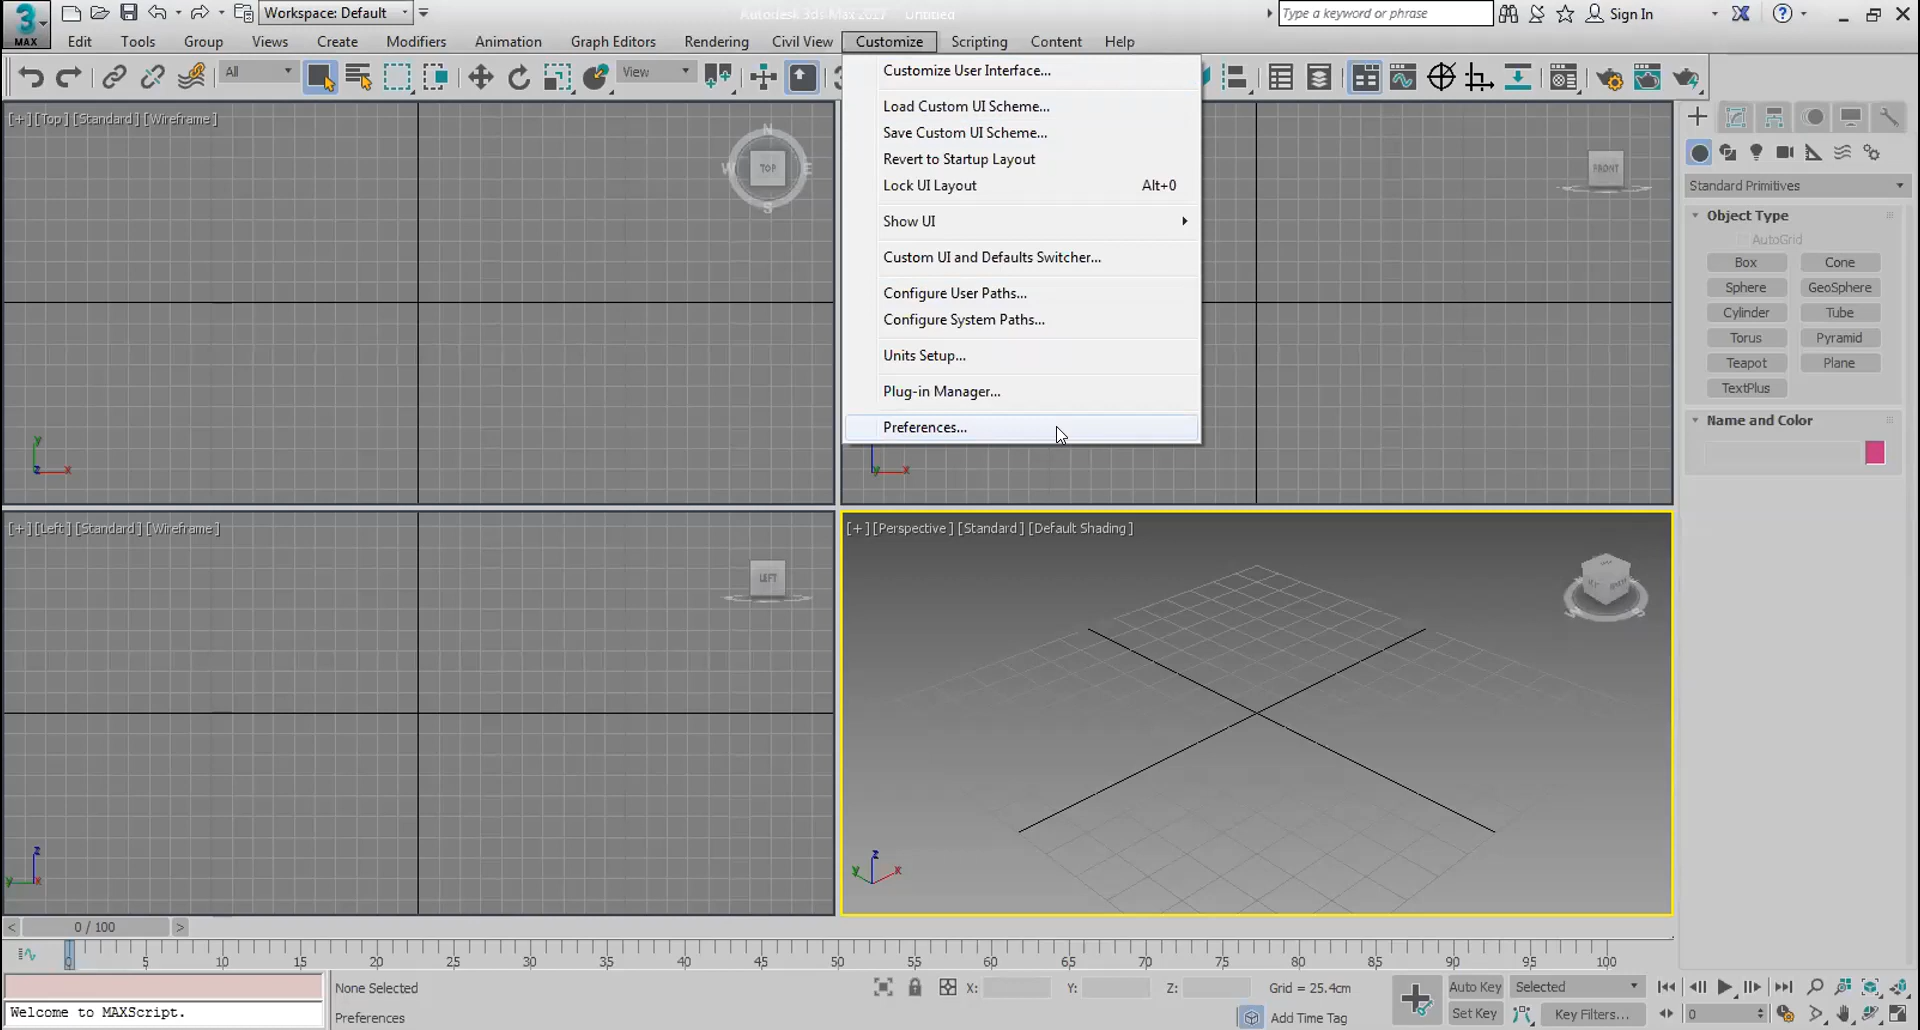 MAX
Workspace: Default
Autodesk 3ds Max 2017 Untitled
Type a keyword or phrase
Sign In
Edit Tools Group Views Create Modifiers Animation Graph Editors Rendering Civil View Customize Scripting Content Help
All
View
Customize User Interface...
Load Custom UI Scheme...
Save Custom UI Scheme...
Revert to Startup Layout
Lock UI Layout Alt+0
Show UI
Custom UI and Defaults Switcher...
Configure User Paths...
Configure System Paths...
Units Setup...
Plug-in Manager...
Preferences...
[+] [Top] [Standard] [Wireframe]
N
W TOP E
S
y
z x
FRONT
y x
Standard Primitives
Object Type
AutoGrid
Box Cone
Sphere GeoSphere
Cylinder Tube
Torus Pyramid
Teapot Plane
TextPlus
Name and Color
[+] [Left] [Standard] [Wireframe]
LEFT
z
y x
[+] [Perspective] [Standard] [Default Shading]
z
y x
< 0 / 100 >
0 5 10 15 20 25 30 35 40 45 50 55 60 65 70 75 80 85 90 95 100
Welcome to MAXScript.
None Selected
Preferences
X: Y: Z: Grid = 25.4cm
Add Time Tag
Auto Key Selected
Set Key Key Filters...
0